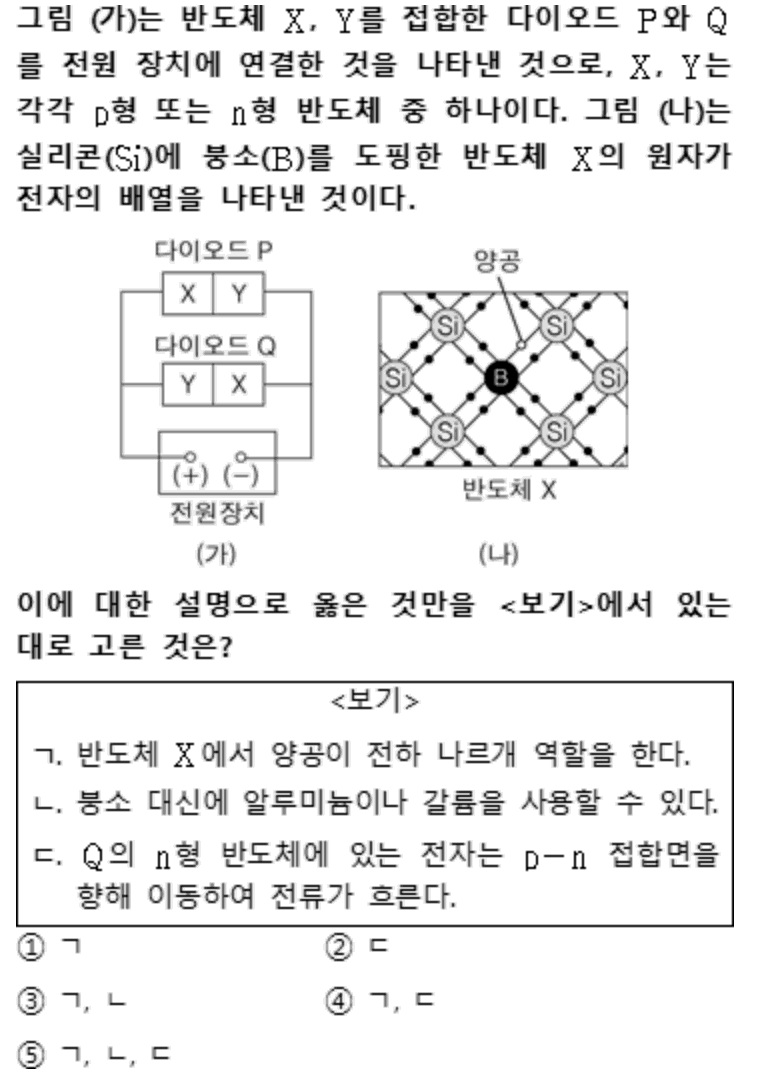 그림 (가)는 반도체 X, Y를 접합한 다이오드 P와 Q
를 전원 장치에 연결한 것을 나타낸 것으로, X, Y는
각각 p형 또는 n형 반도체 중 하나이다. 그림 (나)는
실리콘(Si)에 붕소(B)를 도핑한 반도체 X의 원자가
전자의 배열을 나타낸 것이다.
다이오드 P
X Y
다이오드 Q
Y X
(+) (−)
전원장치
(가)
양공
Si Si
Si B Si
Si Si
반도체 X
(나)
이에 대한 설명으로 옳은 것만을 <보기>에서 있는
대로 고른 것은?
<보기>
ㄱ. 반도체 X에서 양공이 전하 나르개 역할을 한다.
ㄴ. 붕소 대신에 알루미늄이나 갈륨을 사용할 수 있다.
ㄷ. Q의 n형 반도체에 있는 전자는 p−n 접합면을
향해 이동하여 전류가 흐른다.
① ㄱ ② ㄷ
③ ㄱ, ㄴ ④ ㄱ, ㄷ
⑤ ㄱ, ㄴ, ㄷ